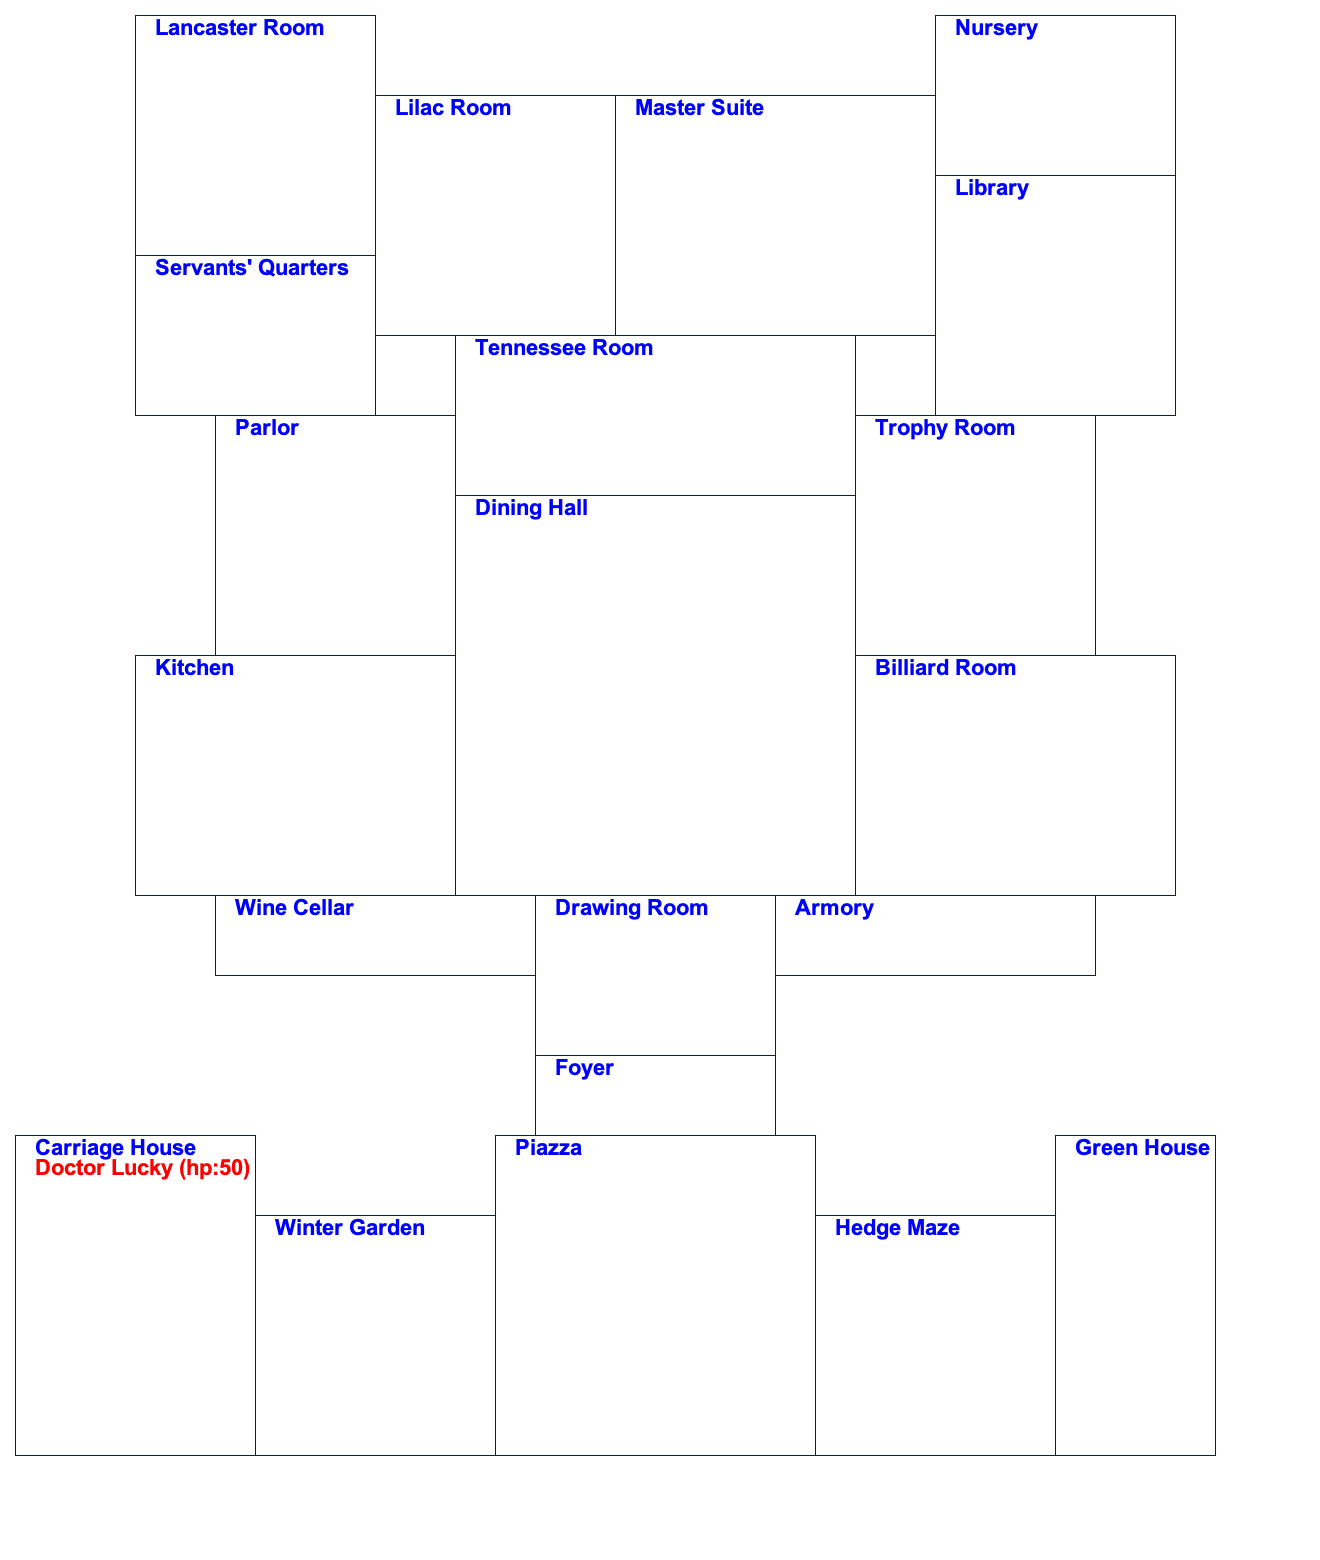 Lancaster Room
Nursery
Lilac Room
Master Suite
Library
Servants' Quarters
Tennessee Room
Parlor
Trophy Room
Dining Hall
Kitchen
Billiard Room
Wine Cellar
Drawing Room
Armory
Foyer
Carriage House
Doctor Lucky (hp:50)
Piazza
Green House
Winter Garden
Hedge Maze